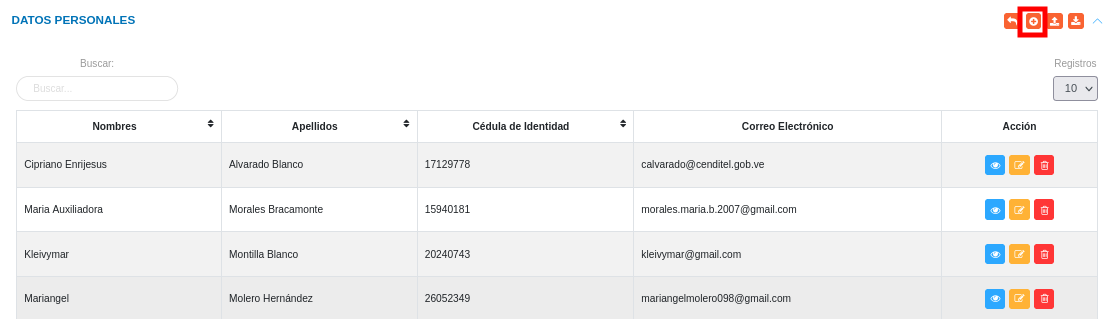 DATOS PERSONALES
Buscar:
Registros
Buscar...
10
Nombres Apellidos Cédula de Identidad Correo Electrónico Acción
Cipriano Enrijesus Alvarado Blanco 17129778 calvarado@cenditel.gob.ve
Maria Auxiliadora Morales Bracamonte 15940181 morales.maria.b.2007@gmail.com
Kleivymar Montilla Blanco 20240743 kleivymar@gmail.com
Mariangel Molero Hernández 26052349 mariangelmolero098@gmail.com